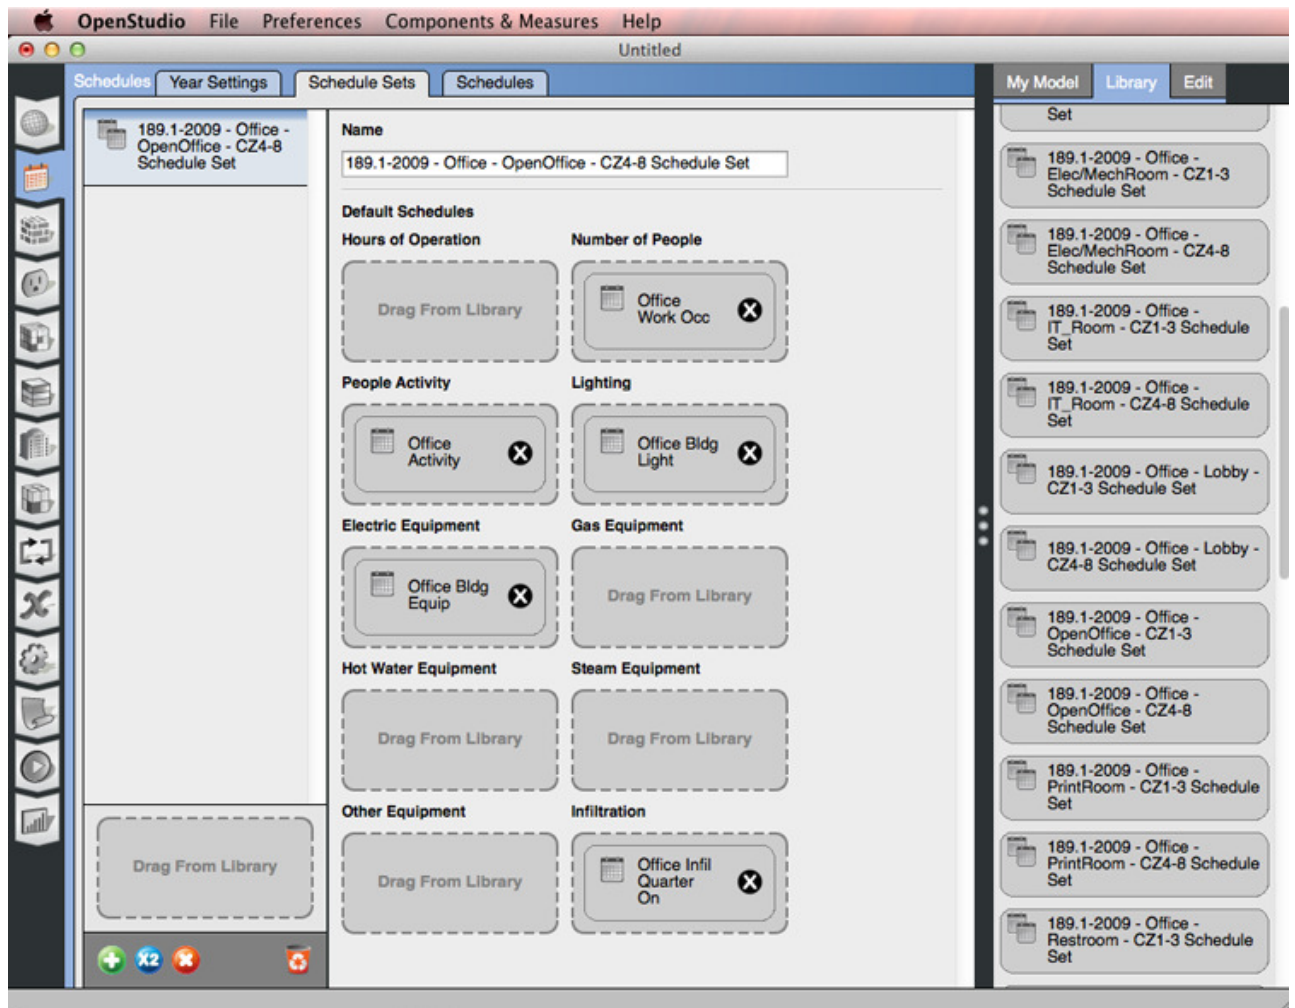 OpenStudio File Preferences Components & Measures Help
Untitled
Schedules Year Settings Schedule Sets Schedules
My Model Library Edit
189.1-2009 - Office -
OpenOffice - CZ4-8
Schedule Set
Name
189.1-2009 - Office - OpenOffice - CZ4-8 Schedule Set
Default Schedules
Hours of Operation
Number of People
Drag From Library
Office
Work Occ
People Activity
Lighting
Office
Activity
Office Bldg
Light
Electric Equipment
Gas Equipment
Office Bldg
Equip
Drag From Library
Hot Water Equipment
Steam Equipment
Drag From Library
Drag From Library
Other Equipment
Infiltration
Drag From Library
Office Infil
Quarter
On
Drag From Library
X2
Set
189.1-2009 - Office -
Elec/MechRoom - CZ1-3
Schedule Set
189.1-2009 - Office -
Elec/MechRoom - CZ4-8
Schedule Set
189.1-2009 - Office -
IT_Room - CZ1-3 Schedule
Set
189.1-2009 - Office -
IT_Room - CZ4-8 Schedule
Set
189.1-2009 - Office - Lobby -
CZ1-3 Schedule Set
189.1-2009 - Office - Lobby -
CZ4-8 Schedule Set
189.1-2009 - Office -
OpenOffice - CZ1-3
Schedule Set
189.1-2009 - Office -
OpenOffice - CZ4-8
Schedule Set
189.1-2009 - Office -
PrintRoom - CZ1-3 Schedule
Set
189.1-2009 - Office -
PrintRoom - CZ4-8 Schedule
Set
189.1-2009 - Office -
Restroom - CZ1-3 Schedule
Set